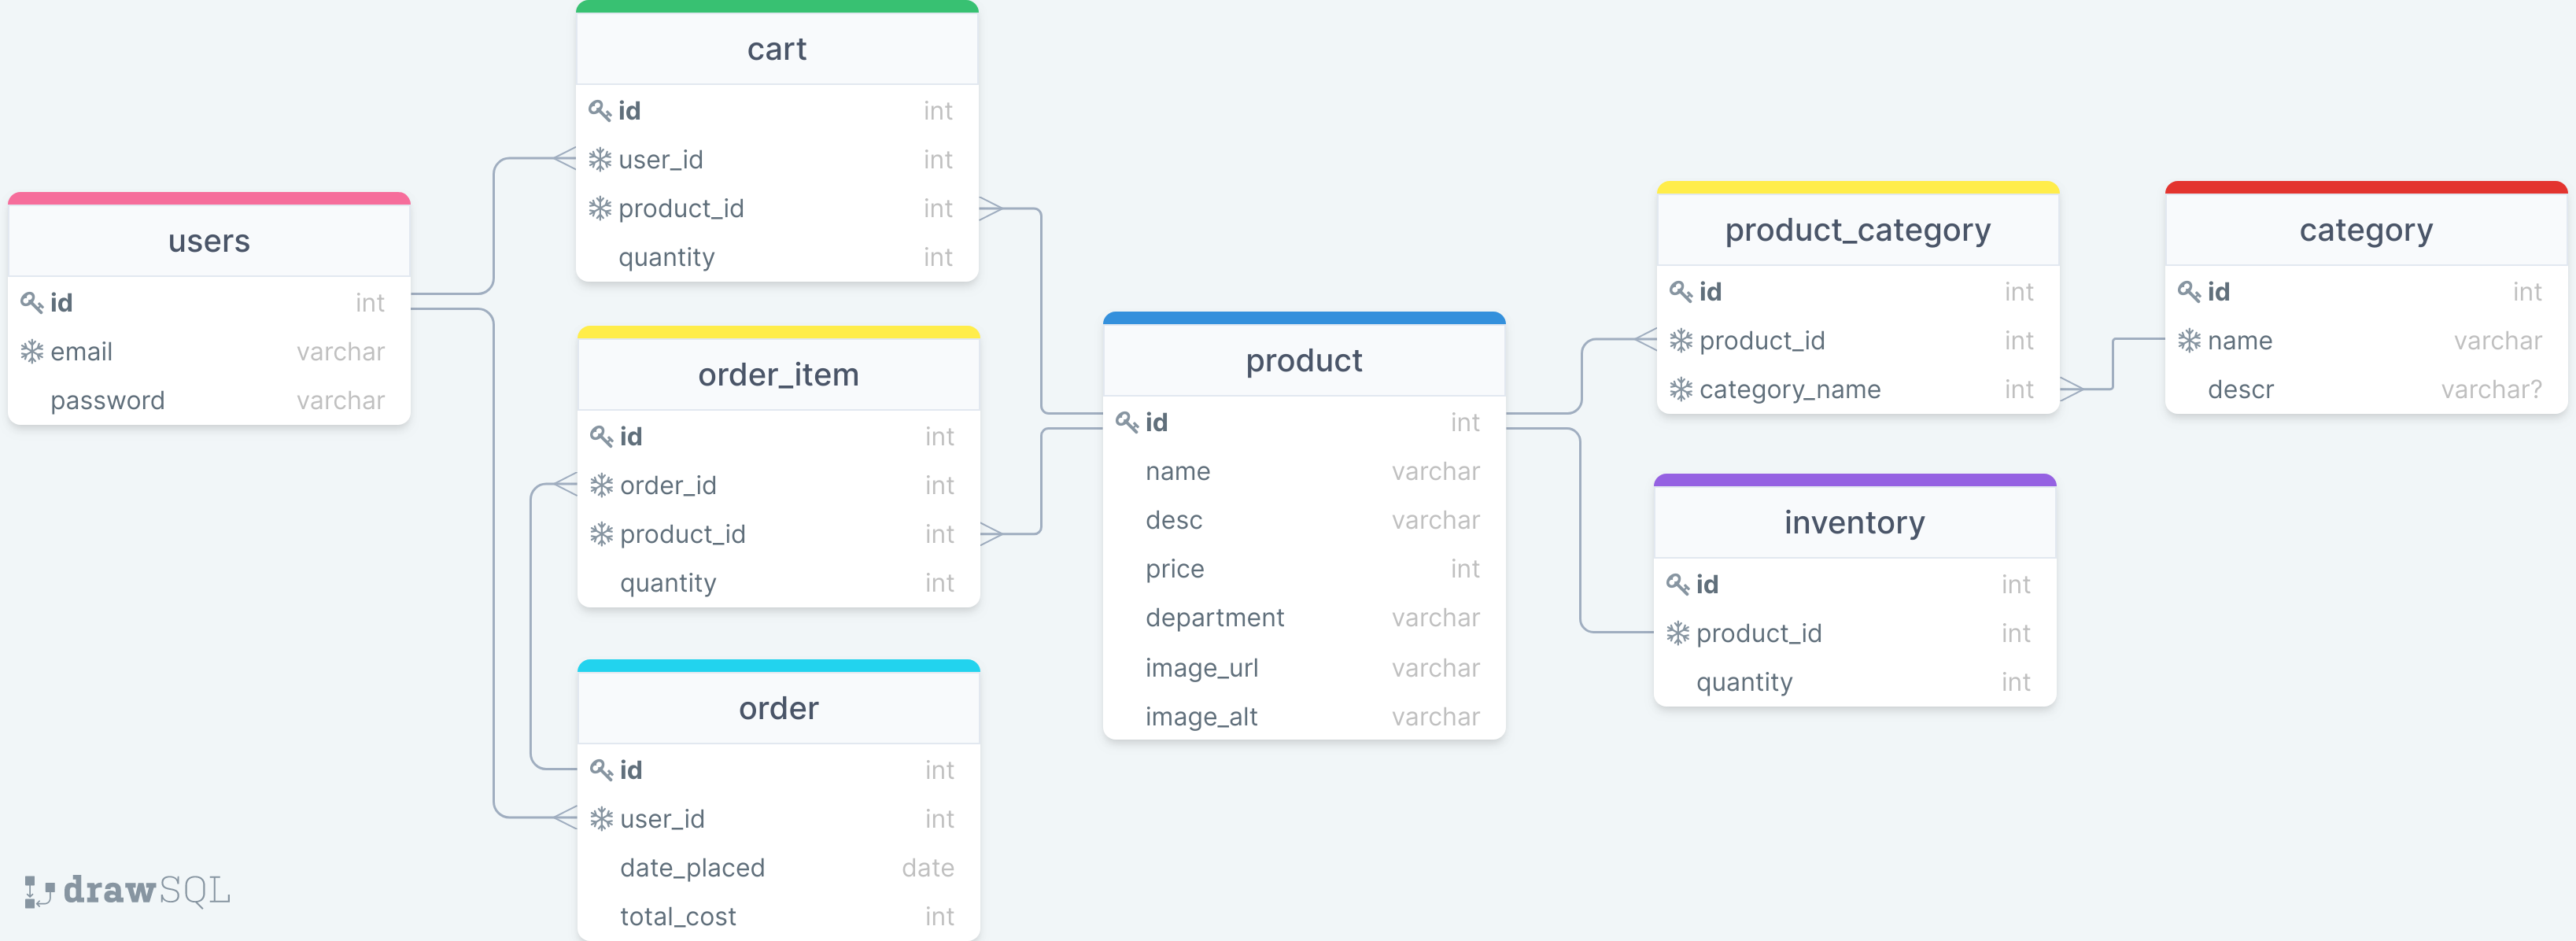 cart
id int
user_id int
product_id int
quantity int
users
id int
email varchar
password varchar
order_item
id int
order_id int
product_id int
quantity int
order
id int
user_id int
date_placed date
total_cost int
product
id int
name varchar
desc varchar
price int
department varchar
image_url varchar
image_alt varchar
product_category
id int
product_id int
category_name int
category
id int
name varchar
descr varchar?
inventory
id int
product_id int
quantity int
drawSQL